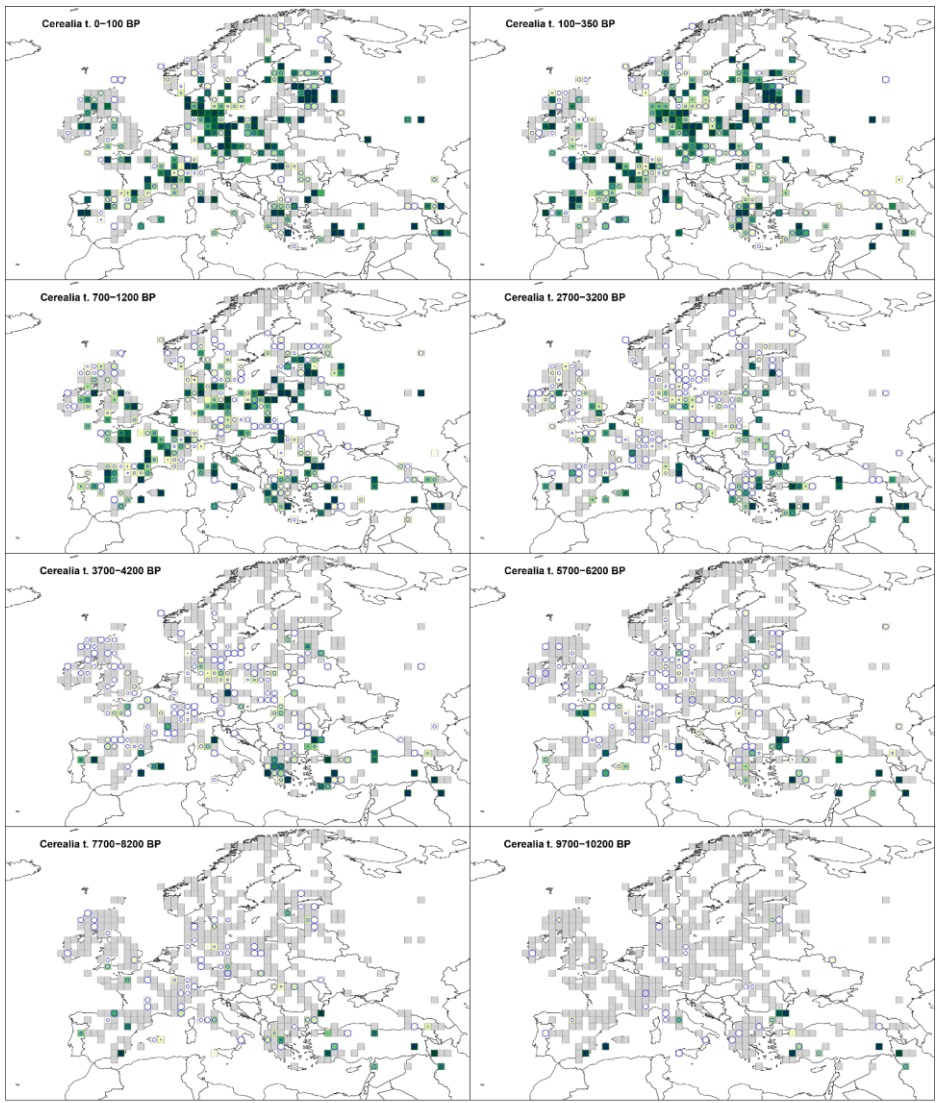 Cerealia t. 0−100 BP
Cerealia t. 100−350 BP
Cerealia t. 700−1200 BP
Cerealia t. 2700−3200 BP
Cerealia t. 3700−4200 BP
Cerealia t. 5700−6200 BP
Cerealia t. 7700−8200 BP
Cerealia t. 9700−10200 BP